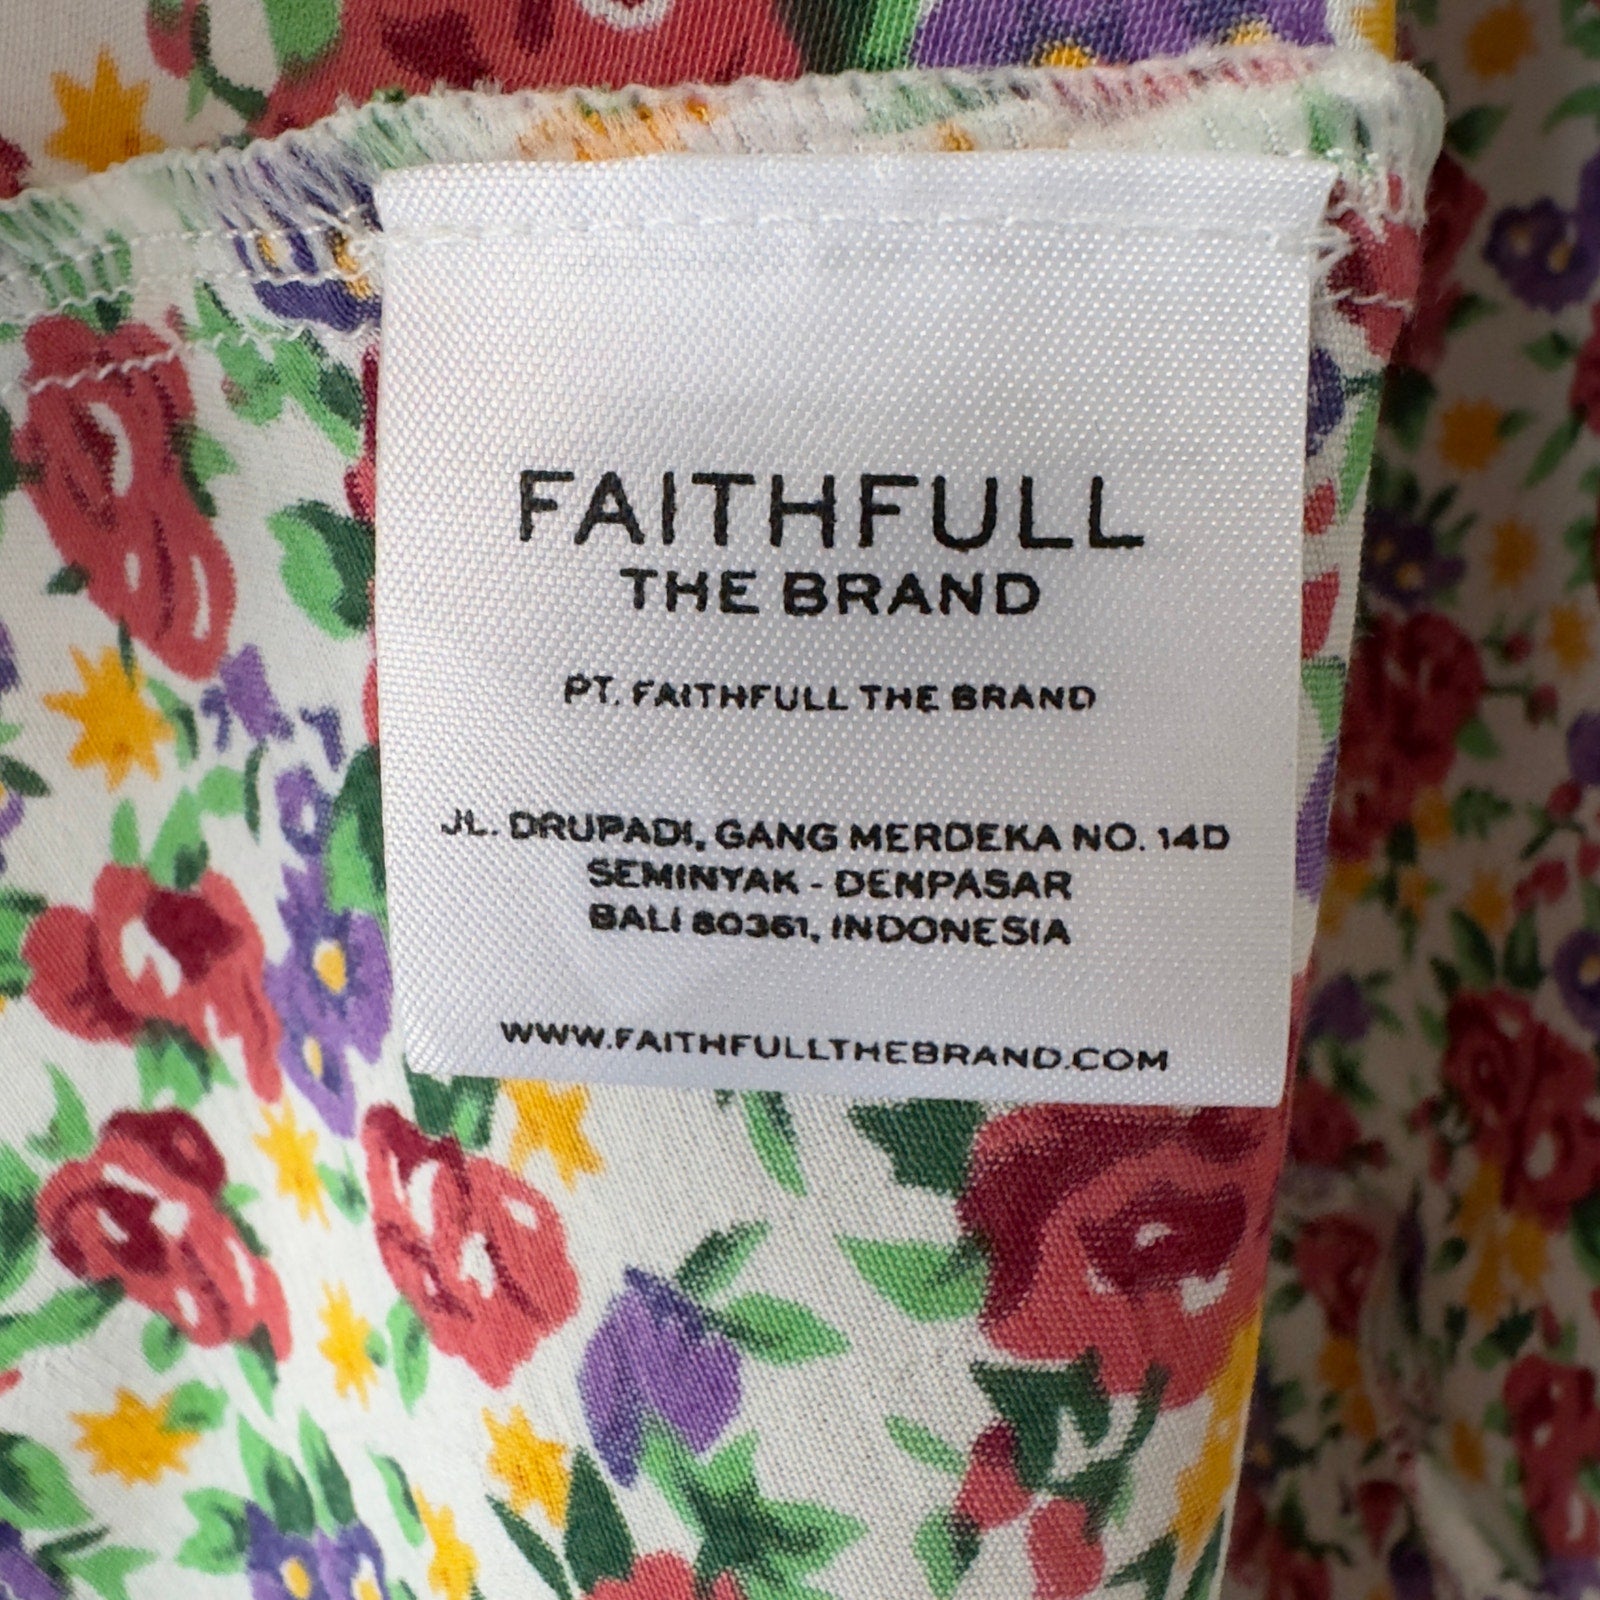 FAITHFULL
THE BRAND
PT. FAITHFULL THE BRAND
JL. DRUPADI, GANG MERDEKA NO. 14D
SEMINYAK - DENPASAR
BALI 80361, INDONESIA
WWW.FAITHFULLTHEBRAND.COM